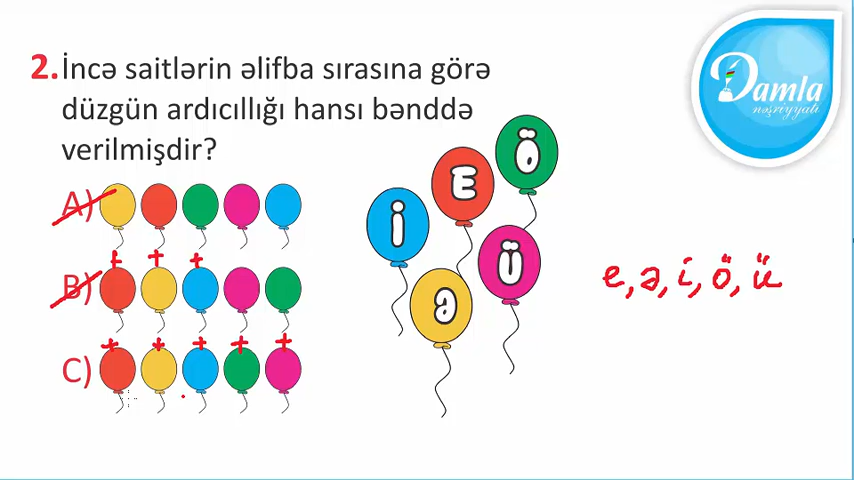 2. İncə saitlərin əlifba sırasına görə
düzgün ardıcıllığı hansı bənddə
verilmişdir?
A)
B)
C)
İ
E
Ö
Ü
Ə
e, ə, i, ö, ü
Damla
nəşriyyatı